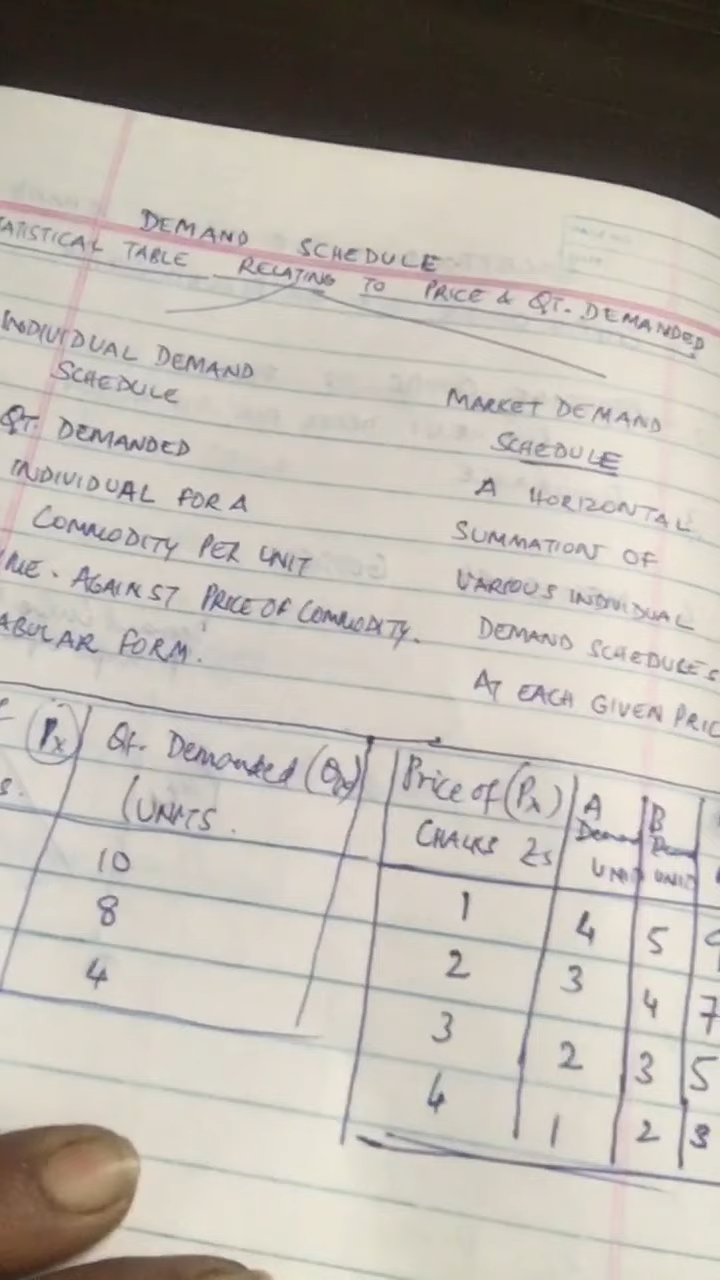 DEMAND SCHEDULE
TATISTICAL TABLE RELATING TO PRICE & QT. DEMANDED
INDIVIDUAL DEMAND
SCHEDULE
QT. DEMANDED
INDIVIDUAL FOR A
COMMODITY PER UNIT
ME. AGAINST PRICE OF COMMODITY.
ABULAR FORM.
MARKET DEMAND
SCHEDULE
A HORIZONTAL
SUMMATION OF
VARIOUS INDIVIDUAL
DEMAND SCHEDULES
AT EACH GIVEN PRIC
Px Qt. Demanded (Qx)
s. (UNITS.
10
8
4
Price of (Px) A B
CHALKS Demand
UNIT UNIT
1 4 5 9
2 3 4 7
3 2 3 5
4 1 2 3